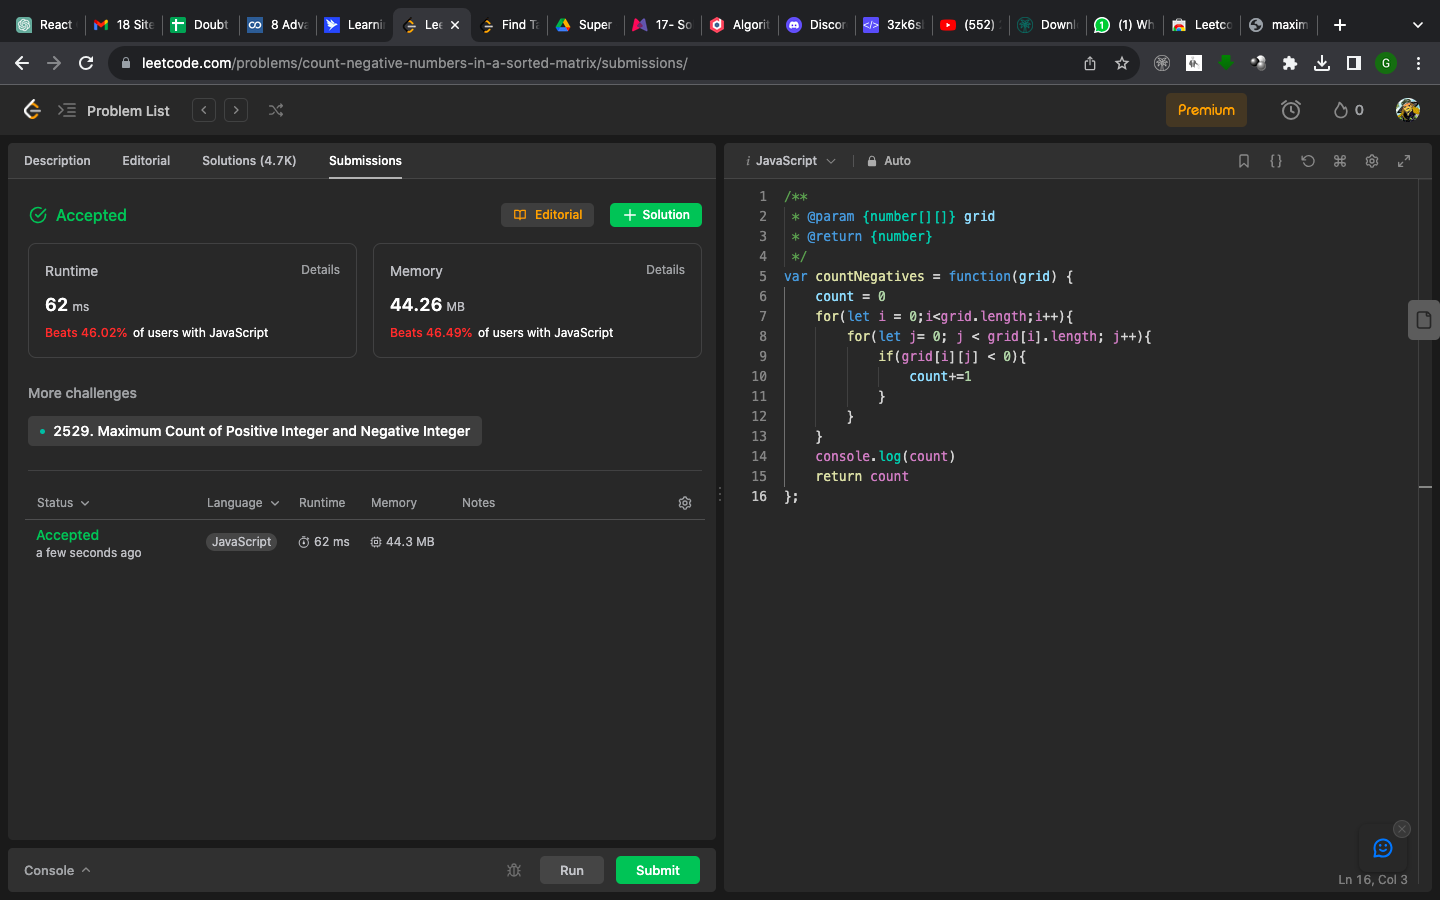 React
18 Site
Doubt
8 Adva
Learni
Lee
Find Ta
Super
17- So
Algorit
Discor
3zk6s
(552)
Downl
(1) Wh
Leetco
maxim
leetcode.com/problems/count-negative-numbers-in-a-sorted-matrix/submissions/
G
Problem List
Premium
0
Description Editorial Solutions (4.7K) Submissions
Accepted
Editorial
Solution
Runtime Details
62 ms
Beats 46.02% of users with JavaScript
Memory Details
44.26 MB
Beats 46.49% of users with JavaScript
More challenges
2529. Maximum Count of Positive Integer and Negative Integer
Status Language Runtime Memory Notes
Accepted
a few seconds ago
JavaScript 62 ms 44.3 MB
Console Run Submit
i JavaScript Auto
1 /**
2 * @param {number[][]} grid
3 * @return {number}
4 */
5 var countNegatives = function(grid) {
6 count = 0
7 for(let i = 0;i<grid.length;i++){
8 for(let j= 0; j < grid[i].length; j++){
9 if(grid[i][j] < 0){
10 count+=1
11 }
12 }
13 }
14 console.log(count)
15 return count
16 };
Ln 16, Col 3